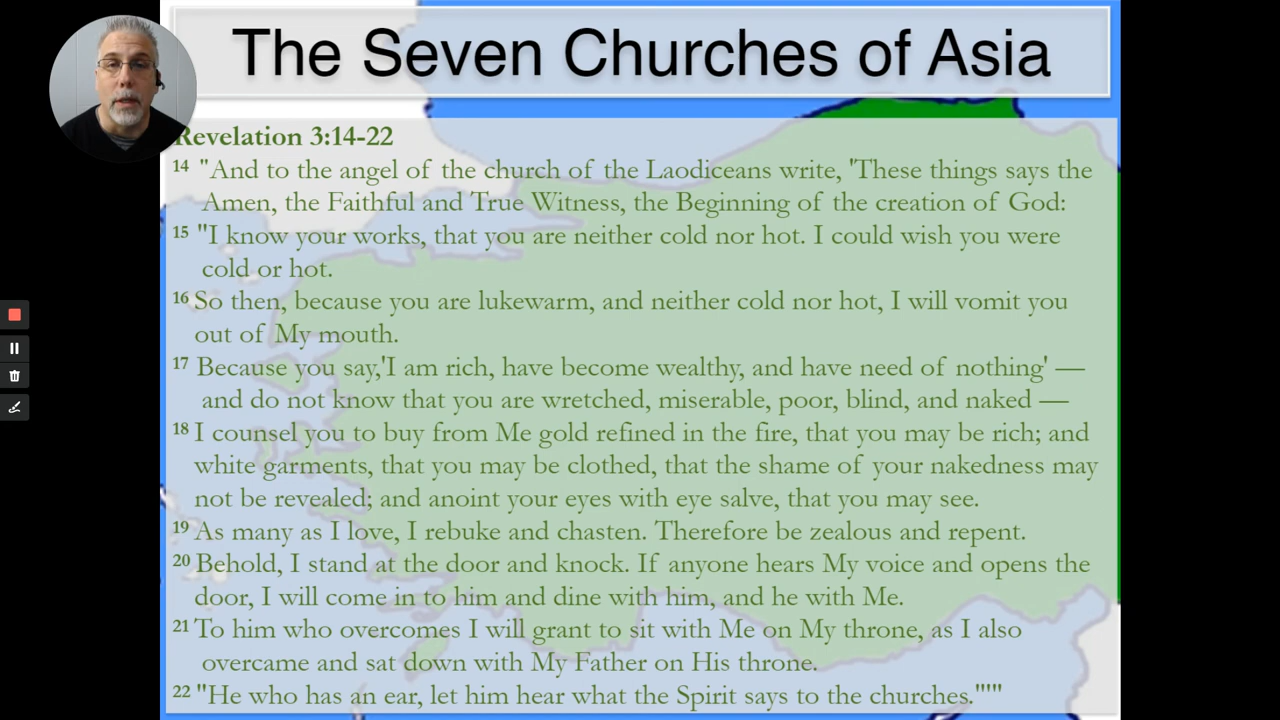 The Seven Churches of Asia
Revelation 3:14-22
14 "And to the angel of the church of the Laodiceans write, 'These things says the
Amen, the Faithful and True Witness, the Beginning of the creation of God:
15 "I know your works, that you are neither cold nor hot. I could wish you were
cold or hot.
16 So then, because you are lukewarm, and neither cold nor hot, I will vomit you
out of My mouth.
17 Because you say,'I am rich, have become wealthy, and have need of nothing' —
and do not know that you are wretched, miserable, poor, blind, and naked —
18 I counsel you to buy from Me gold refined in the fire, that you may be rich; and
white garments, that you may be clothed, that the shame of your nakedness may
not be revealed; and anoint your eyes with eye salve, that you may see.
19 As many as I love, I rebuke and chasten. Therefore be zealous and repent.
20 Behold, I stand at the door and knock. If anyone hears My voice and opens the
door, I will come in to him and dine with him, and he with Me.
21 To him who overcomes I will grant to sit with Me on My throne, as I also
overcame and sat down with My Father on His throne.
22 "He who has an ear, let him hear what the Spirit says to the churches."'"